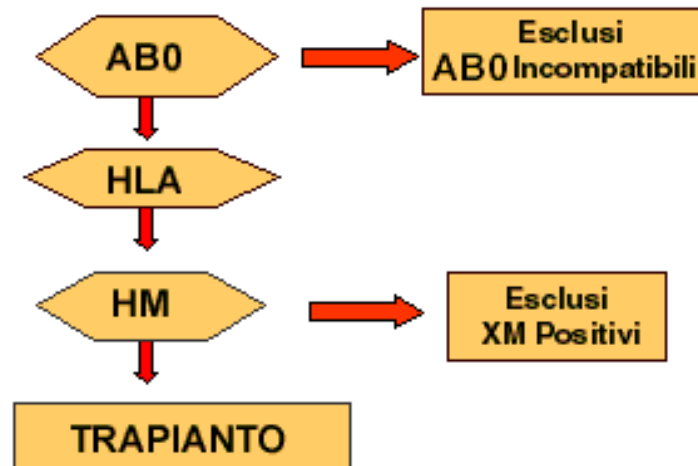 AB0
Esclusi
AB0 Incompatibili
HLA
HM
Esclusi
XM Positivi
TRAPIANTO